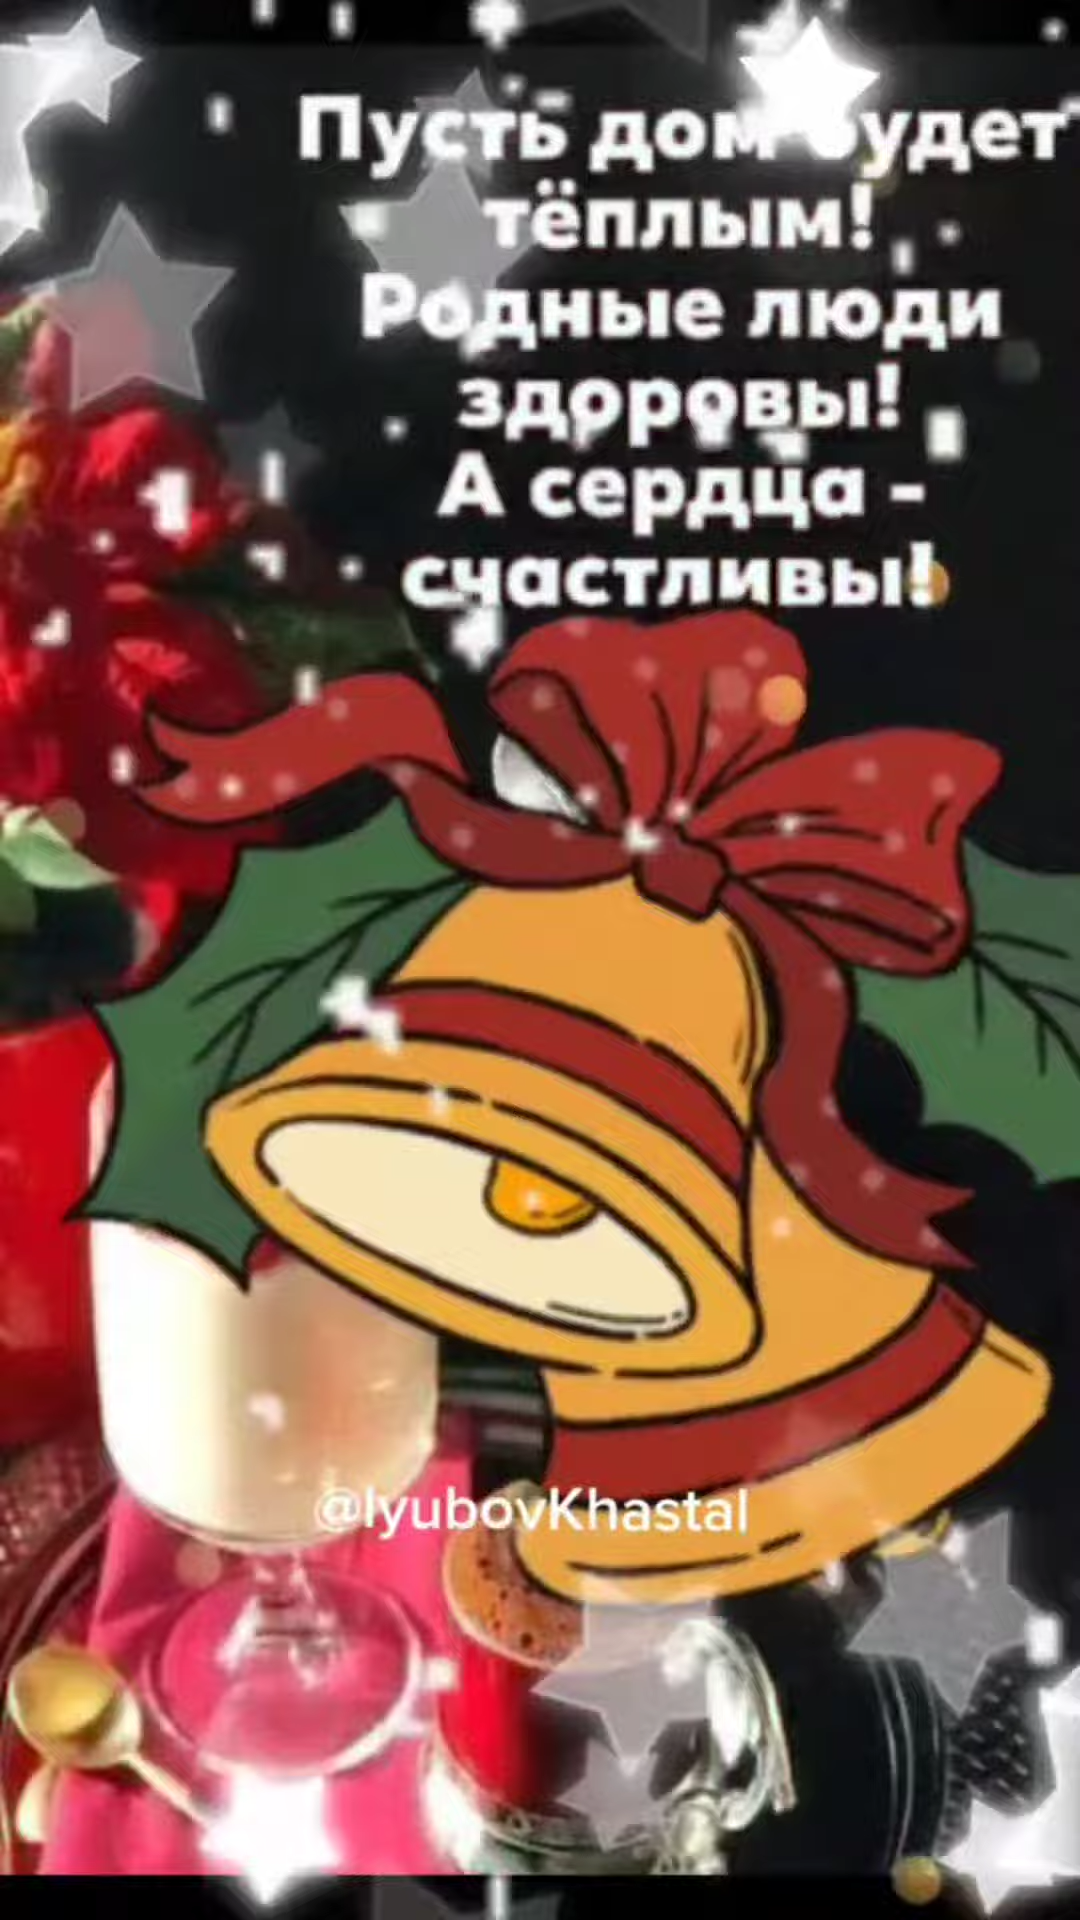 Пусть дом будет
тёплым!
Родные люди
здоровы!
А сердца -
счастливы!
@lyubovKhastal